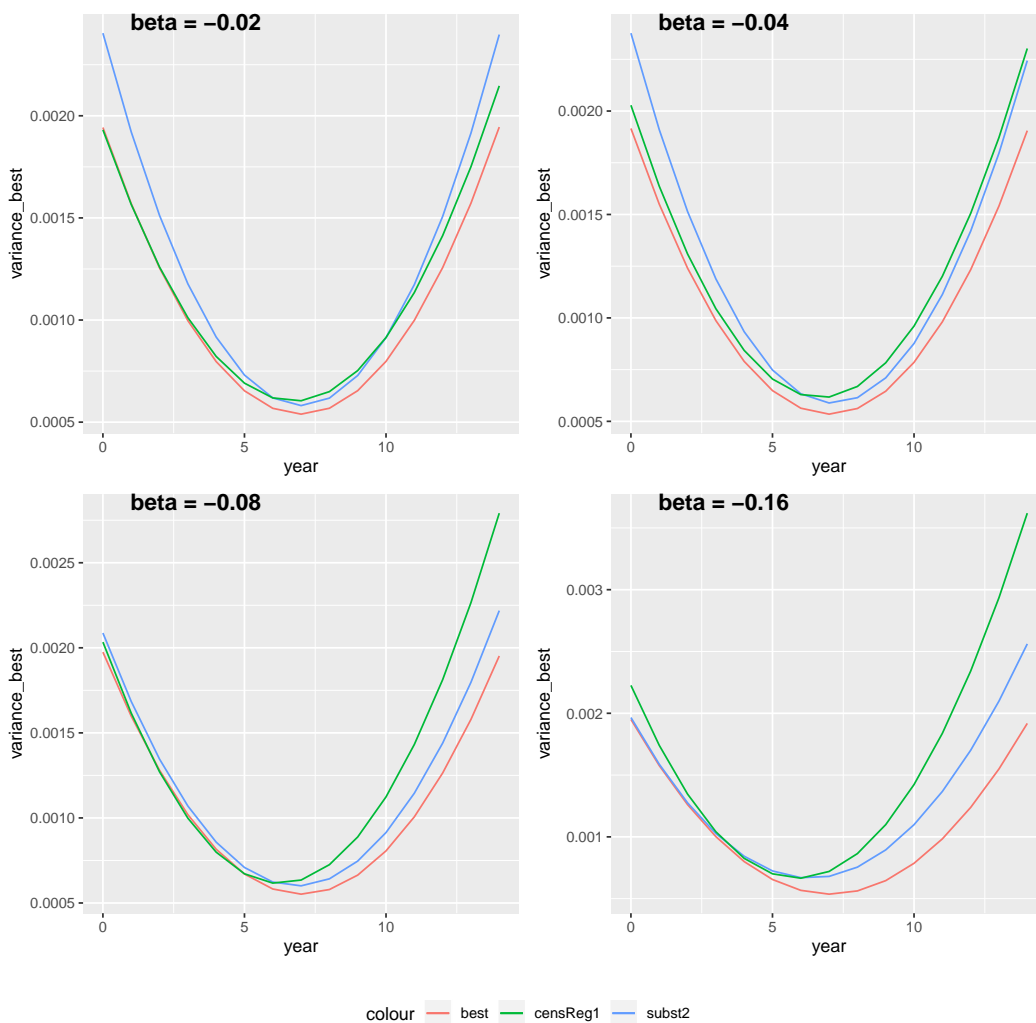 beta = −0.02
variance_best
0.0020
0.0015
0.0010
0.0005
0 5 10
year
beta = −0.04
variance_best
0.0020
0.0015
0.0010
0.0005
0 5 10
year
beta = −0.08
variance_best
0.0025
0.0020
0.0015
0.0010
0.0005
0 5 10
year
beta = −0.16
variance_best
0.003
0.002
0.001
0 5 10
year
colour best censReg1 subst2